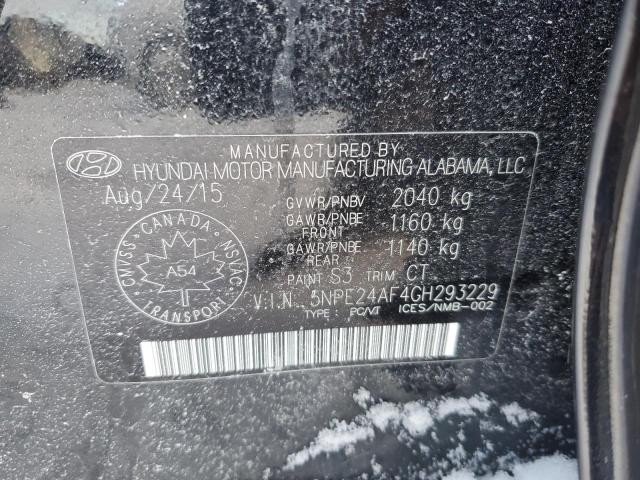 MANUFACTURED BY
HYUNDAI MOTOR MANUFACTURING ALABAMA, LLC
Aug/24/15
GVWR/PNBV 2040 kg
GAWR/PNBE FRONT 1160 kg
GAWR/PNBE REAR 1140 kg
PAINT S3 TRIM CT
V.I.N. 5NPE24AF4GH293229
TYPE: PC/VT ICES/NMB-002
CMVSS · CANADA · NSVAC
A54
TRANSPORT